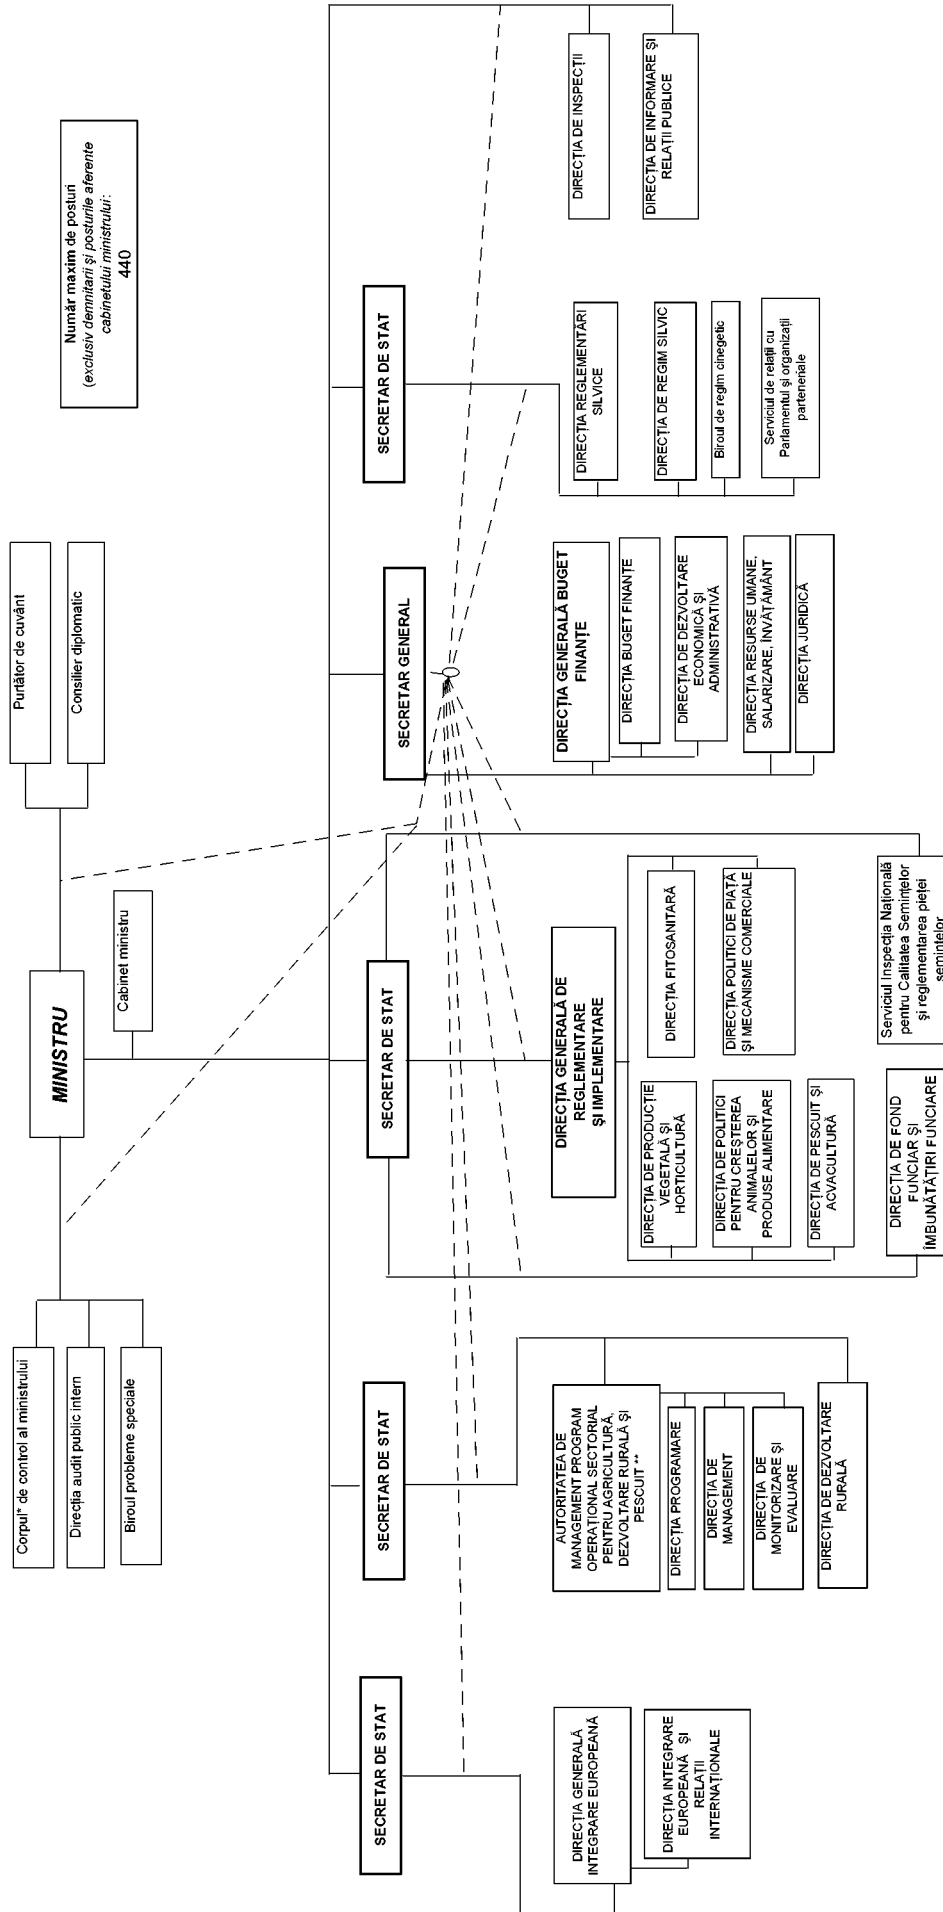 Corpul* de control al ministrului
Direcția audit public intern
Biroul probleme speciale
MINISTRU
Cabinet ministru
Purtător de cuvânt
Consilier diplomatic
Număr maxim de posturi
(exclusiv demnitarii și posturile aferente
cabinetului ministrului:
440
SECRETAR DE STAT
SECRETAR DE STAT
SECRETAR DE STAT
SECRETAR GENERAL
SECRETAR DE STAT
DIRECȚIA GENERALĂ
INTEGRARE EUROPEANĂ
DIRECȚIA INTEGRARE
EUROPEANĂ ȘI
RELAȚII
INTERNAȚIONALE
AUTORITATEA DE
MANAGEMENT PROGRAM
OPERAȚIONAL SECTORIAL
PENTRU AGRICULTURĂ,
DEZVOLTARE RURALĂ ȘI
PESCUIT **
DIRECȚIA PROGRAMARE
DIRECȚIA DE
MANAGEMENT
DIRECȚIA DE
MONITORIZARE ȘI
EVALUARE
DIRECȚIA DE DEZVOLTARE
RURALĂ
DIRECȚIA GENERALĂ DE
REGLEMENTARE
ȘI IMPLEMENTARE
DIRECȚIA DE PRODUCȚIE
VEGETALĂ ȘI
HORTICULTURĂ
DIRECȚIA DE POLITICI
PENTRU CREȘTEREA
ANIMALELOR ȘI
PRODUSE ALIMENTARE
DIRECȚIA DE PESCUIT ȘI
ACVACULTURĂ
DIRECȚIA DE FOND
FUNCIAR ȘI
ÎMBUNĂTĂȚIRI FUNCIARE
DIRECȚIA FITOSANITARĂ
DIRECȚIA POLITICI DE PIAȚĂ
ȘI MECANISME COMERCIALE
Serviciul Inspecția Națională
pentru Calitatea Semințelor
și reglementarea pieței
semințelor
DIRECȚIA GENERALĂ BUGET
FINANȚE
DIRECȚIA BUGET FINANȚE
DIRECȚIA DE DEZVOLTARE
ECONOMICĂ ȘI
ADMINISTRATIVĂ
DIRECȚIA RESURSE UMANE,
SALARIZARE, ÎNVĂȚĂMÂNT
DIRECȚIA JURIDICĂ
DIRECȚIA REGLEMENTĂRI
SILVICE
DIRECȚIA DE REGIM SILVIC
Biroul de regim cinegetic
Serviciul de relații cu
Parlamentul și organizații
parteneriale
DIRECȚIA DE INSPECȚII
DIRECȚIA DE INFORMARE ȘI
RELAȚII PUBLICE